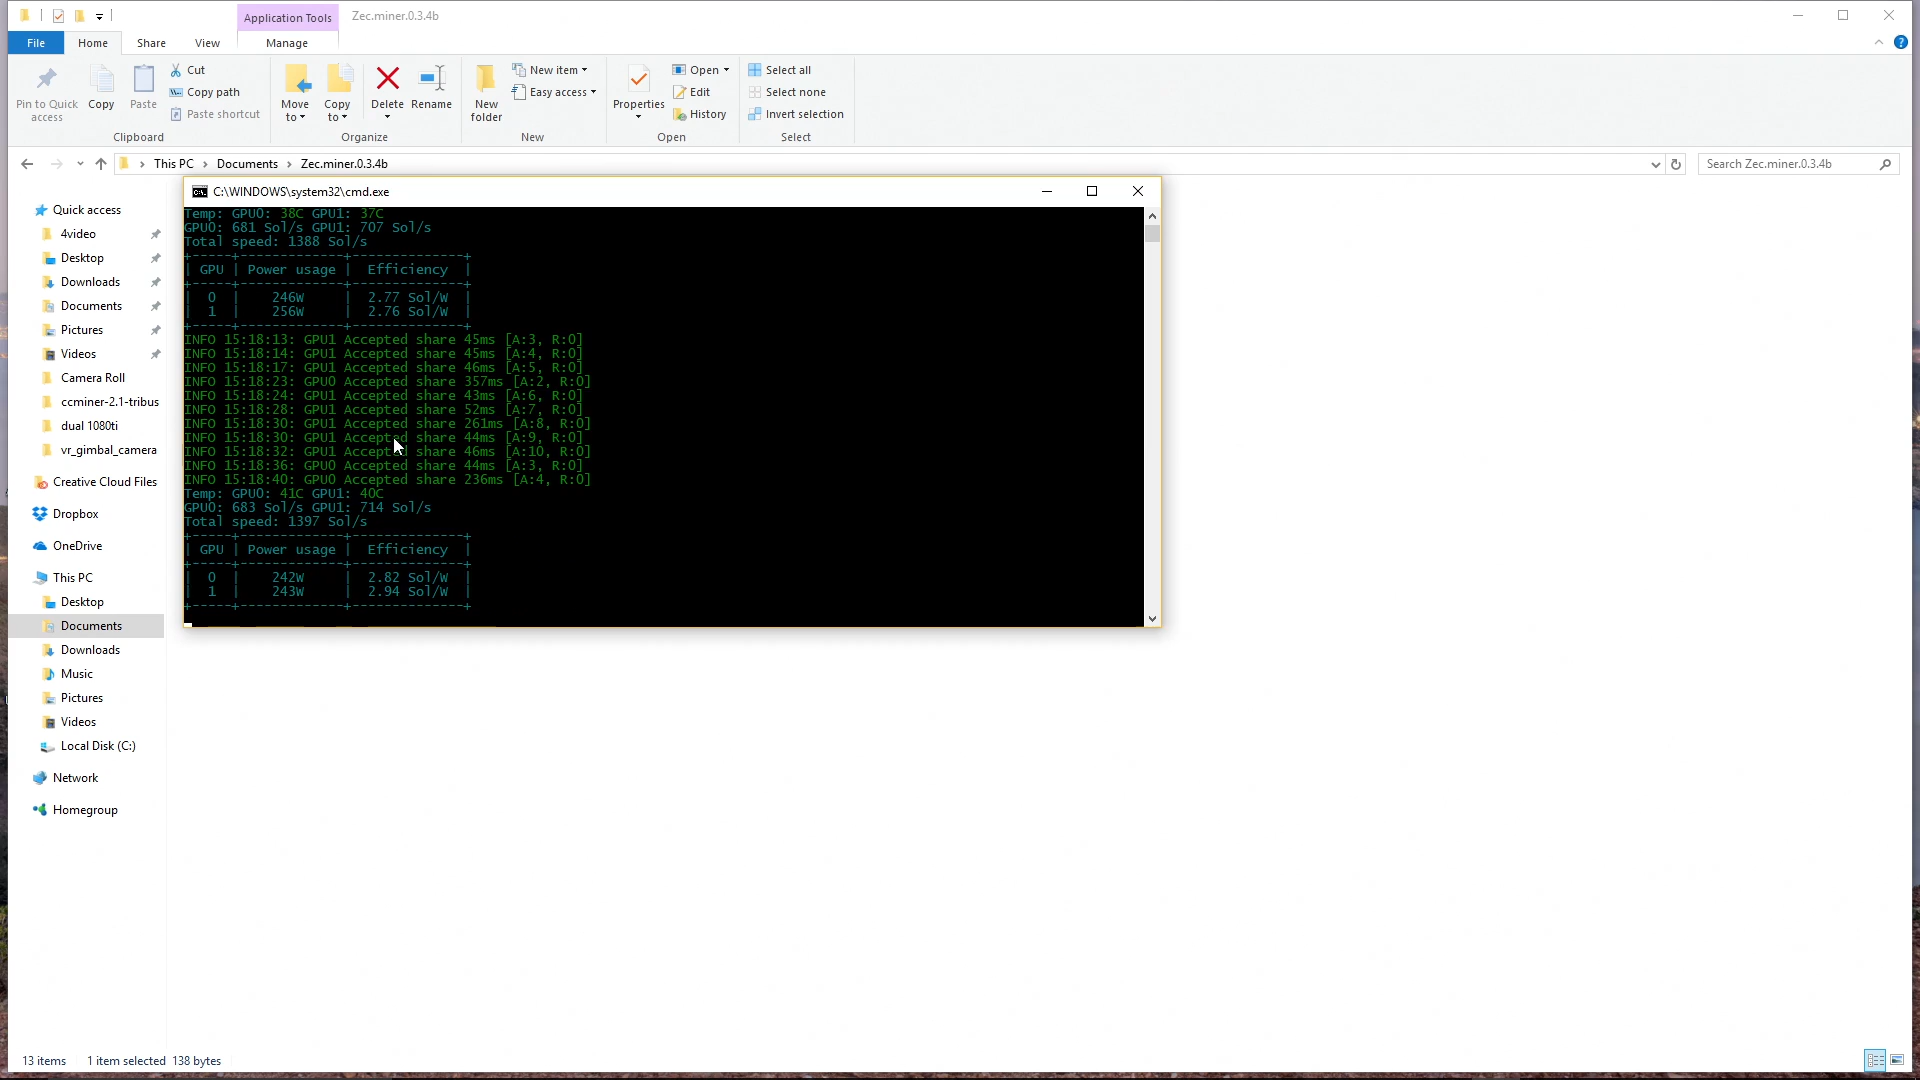 Application Tools
Zec.miner.0.3.4b
File
Home
Share
View
Manage
Pin to Quick access
Copy
Paste
Cut
Copy path
Paste shortcut
Clipboard
Move to
Copy to
Delete
Rename
Organize
New folder
New item
Easy access
New
Properties
Open
Edit
History
Open
Select all
Select none
Invert selection
Select
This PC > Documents > Zec.miner.0.3.4b
Search Zec.miner.0.3.4b
Quick access
4video
Desktop
Downloads
Documents
Pictures
Videos
Camera Roll
ccminer-2.1-tribus
dual 1080ti
vr_gimbal_camera
Creative Cloud Files
Dropbox
OneDrive
This PC
Desktop
Documents
Downloads
Music
Pictures
Videos
Local Disk (C:)
Network
Homegroup
C:\WINDOWS\system32\cmd.exe
Temp: GPU0: 38C GPU1: 37C
GPU0: 681 Sol/s GPU1: 707 Sol/s
Total speed: 1388 Sol/s
+-----+-------------+--------------+
| GPU | Power usage |  Efficiency  |
+-----+-------------+--------------+
|  0  |    246W     |  2.77 Sol/W  |
|  1  |    256W     |  2.76 Sol/W  |
+-----+-------------+--------------+
INFO 15:18:13: GPU1 Accepted share 45ms [A:3, R:0]
INFO 15:18:14: GPU1 Accepted share 45ms [A:4, R:0]
INFO 15:18:17: GPU1 Accepted share 46ms [A:5, R:0]
INFO 15:18:23: GPU0 Accepted share 357ms [A:2, R:0]
INFO 15:18:24: GPU1 Accepted share 43ms [A:6, R:0]
INFO 15:18:28: GPU1 Accepted share 52ms [A:7, R:0]
INFO 15:18:30: GPU1 Accepted share 261ms [A:8, R:0]
INFO 15:18:30: GPU1 Accepted share 44ms [A:9, R:0]
INFO 15:18:32: GPU1 Accepted share 46ms [A:10, R:0]
INFO 15:18:36: GPU0 Accepted share 44ms [A:3, R:0]
INFO 15:18:40: GPU0 Accepted share 236ms [A:4, R:0]
Temp: GPU0: 41C GPU1: 40C
GPU0: 683 Sol/s GPU1: 714 Sol/s
Total speed: 1397 Sol/s
+-----+-------------+--------------+
| GPU | Power usage |  Efficiency  |
+-----+-------------+--------------+
|  0  |    242W     |  2.82 Sol/W  |
|  1  |    243W     |  2.94 Sol/W  |
+-----+-------------+--------------+
13 items
1 item selected 138 bytes